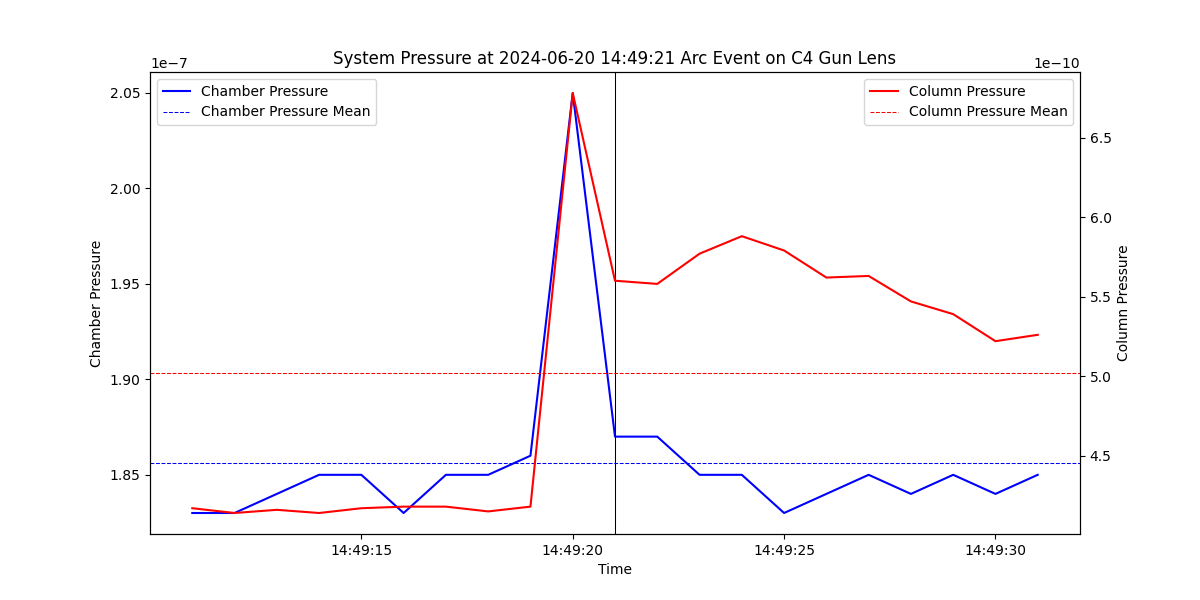 System Pressure at 2024-06-20 14:49:21 Arc Event on C4 Gun Lens
1e−7
1e−10
Chamber Pressure
Chamber Pressure Mean
Column Pressure
Column Pressure Mean
2.05
2.00
1.95
1.90
1.85
Chamber Pressure
6.5
6.0
5.5
5.0
4.5
Column Pressure
14:49:15
14:49:20
14:49:25
14:49:30
Time